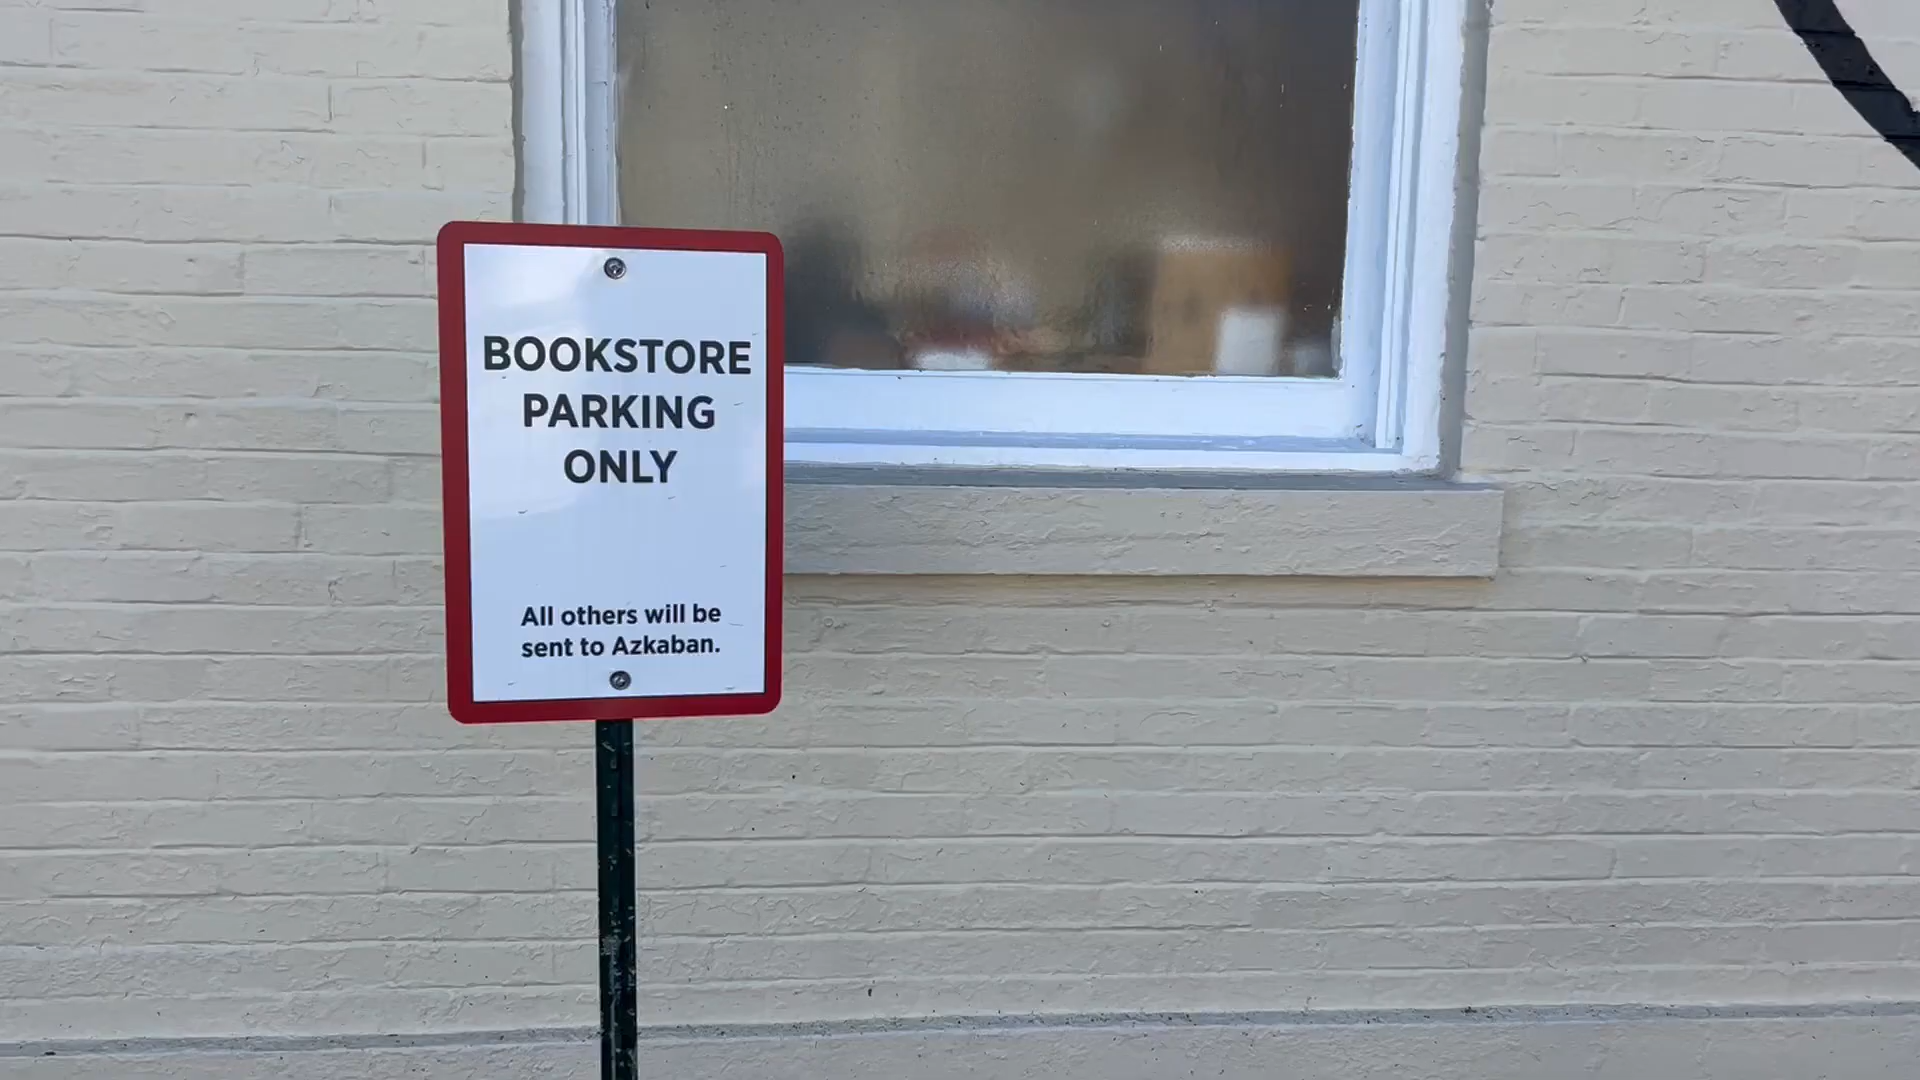 BOOKSTORE
PARKING
ONLY
All others will be
sent to Azkaban.